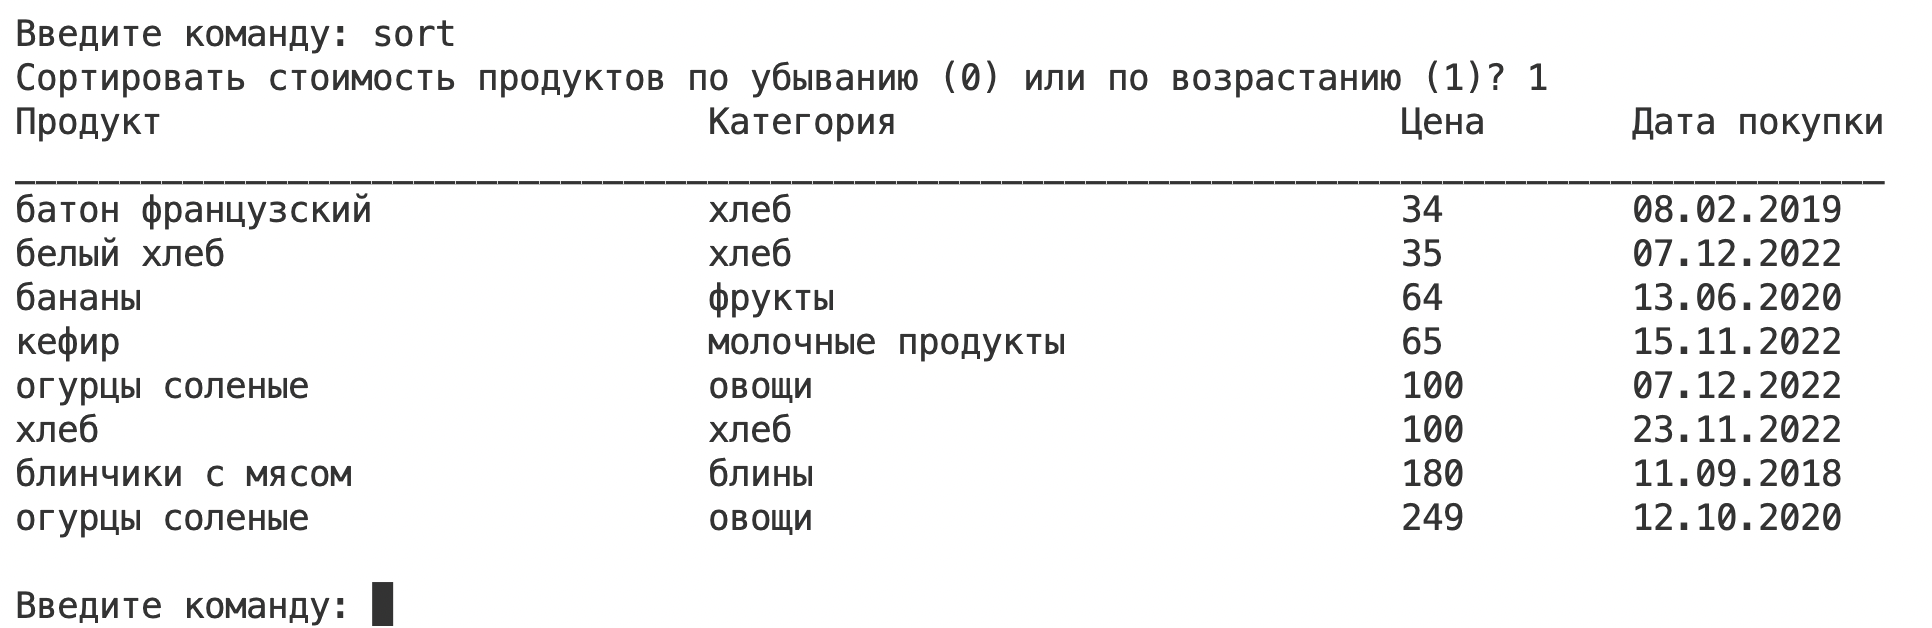 Введите команду: sort
Сортировать стоимость продуктов по убыванию (0) или по возрастанию (1)? 1
Продукт Категория Цена Дата покупки
_________________________________________________________________________________________
батон французский хлеб 34 08.02.2019
белый хлеб хлеб 35 07.12.2022
бананы фрукты 64 13.06.2020
кефир молочные продукты 65 15.11.2022
огурцы соленые овощи 100 07.12.2022
хлеб хлеб 100 23.11.2022
блинчики с мясом блины 180 11.09.2018
огурцы соленые овощи 249 12.10.2020
Введите команду: